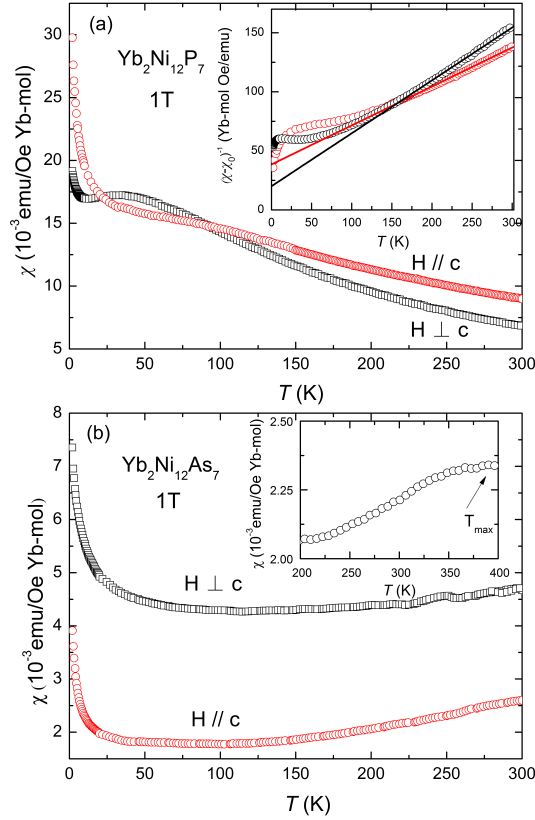 (a)
Yb₂Ni₁₂P₇
1T
χ (10⁻³emu/Oe Yb-mol)
30
25
20
15
10
5
0 50 100 150 200 250 300
T (K)
H // c
H ⊥ c
(χ-χ₀)⁻¹ (Yb-mol Oe/emu)
150
100
50
0
0 50 100 150 200 250 300
T (K)
(b)
Yb₂Ni₁₂As₇
1T
χ (10⁻³emu/Oe Yb-mol)
8
7
6
5
4
3
2
0 50 100 150 200 250 300
T (K)
H ⊥ c
H // c
χ (10⁻³emu/Oe Yb-mol)
2.50
2.25
2.00
200 250 300 350 400
T (K)
Tmax